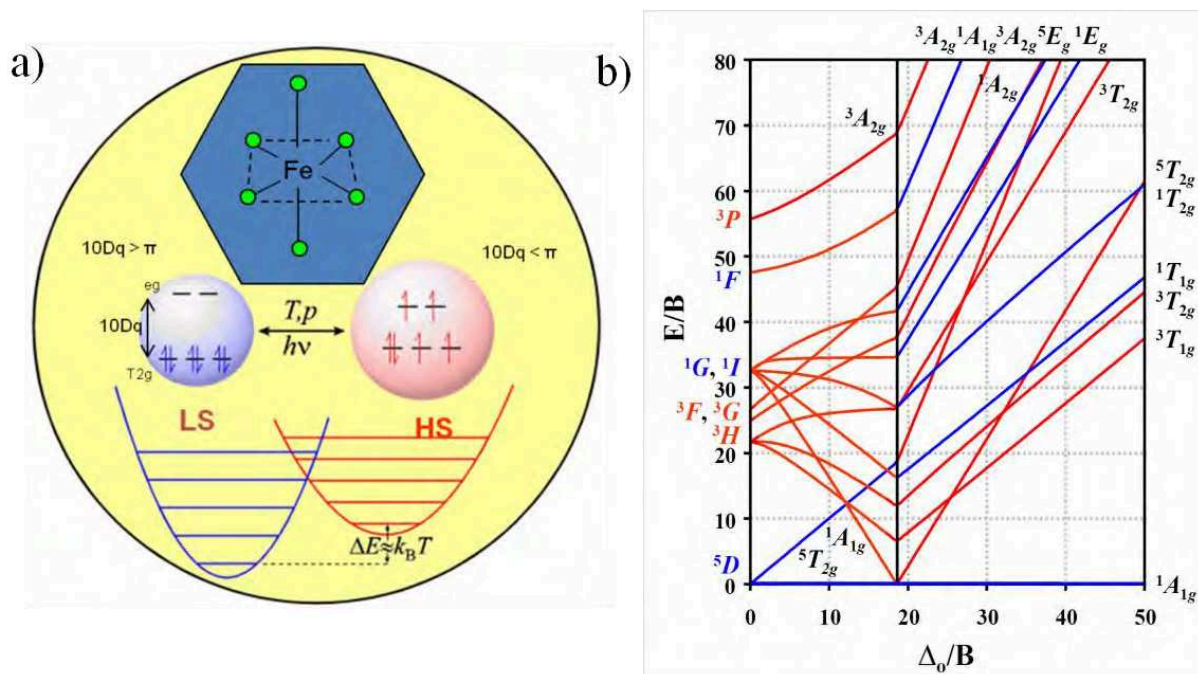 a)
Fe
10Dq > π
10Dq < π
eg
10Dq
T2g
T,p
hν
LS
HS
ΔE≈k_BT
b)
³A₂g ¹A₁g ³A₂g ⁵Eg ¹Eg
¹A₂g
³T₂g
³A₂g
⁵T₂g
¹T₂g
¹T₁g
³T₂g
³T₁g
¹A₁g
⁵T₂g
¹A₁g
³P
¹F
¹G, ¹I
³F, ³G
³H
⁵D
E/B
80
70
60
50
40
30
20
10
0
0 10 20 30 40 50
Δₒ/B